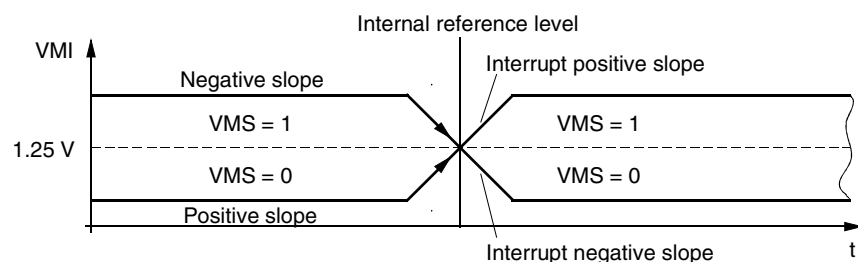 Internal reference level
VMI
Negative slope
Interrupt positive slope
VMS = 1
VMS = 1
1.25 V
VMS = 0
VMS = 0
Positive slope
Interrupt negative slope
t